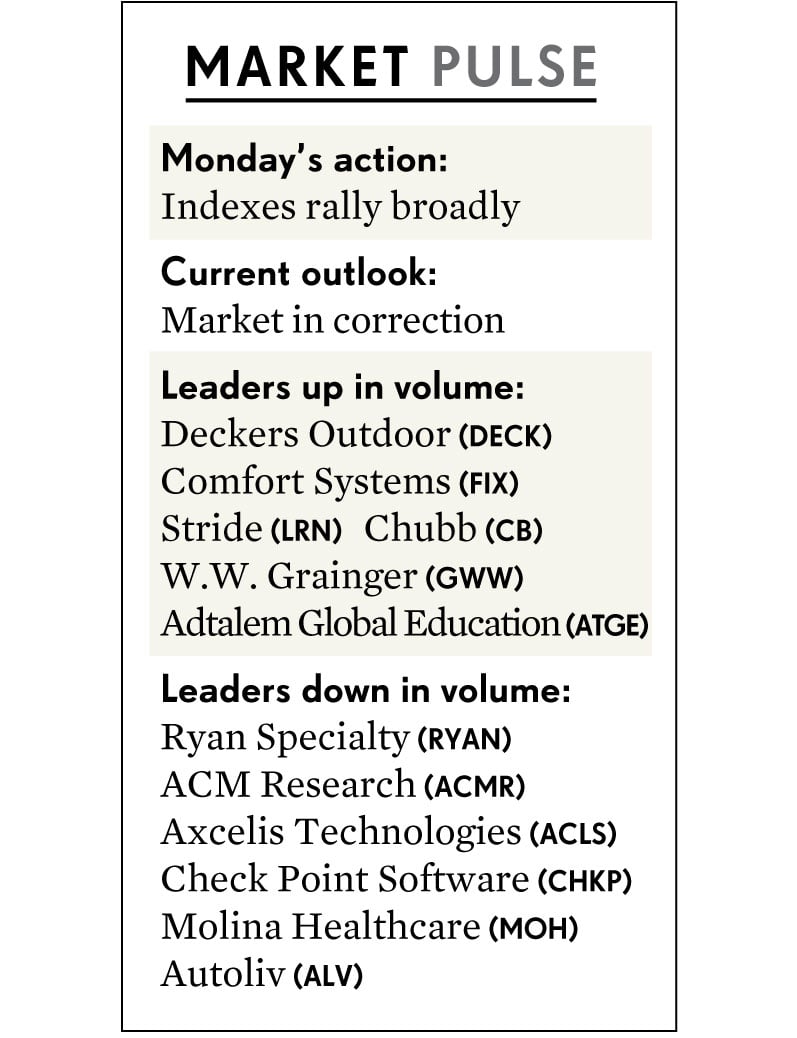 MARKET PULSE
Monday's action:
Indexes rally broadly
Current outlook:
Market in correction
Leaders up in volume:
Deckers Outdoor (DECK)
Comfort Systems (FIX)
Stride (LRN) Chubb (CB)
W.W. Grainger (GWW)
Adtalem Global Education (ATGE)
Leaders down in volume:
Ryan Specialty (RYAN)
ACM Research (ACMR)
Axcelis Technologies (ACLS)
Check Point Software (CHKP)
Molina Healthcare (MOH)
Autoliv (ALV)